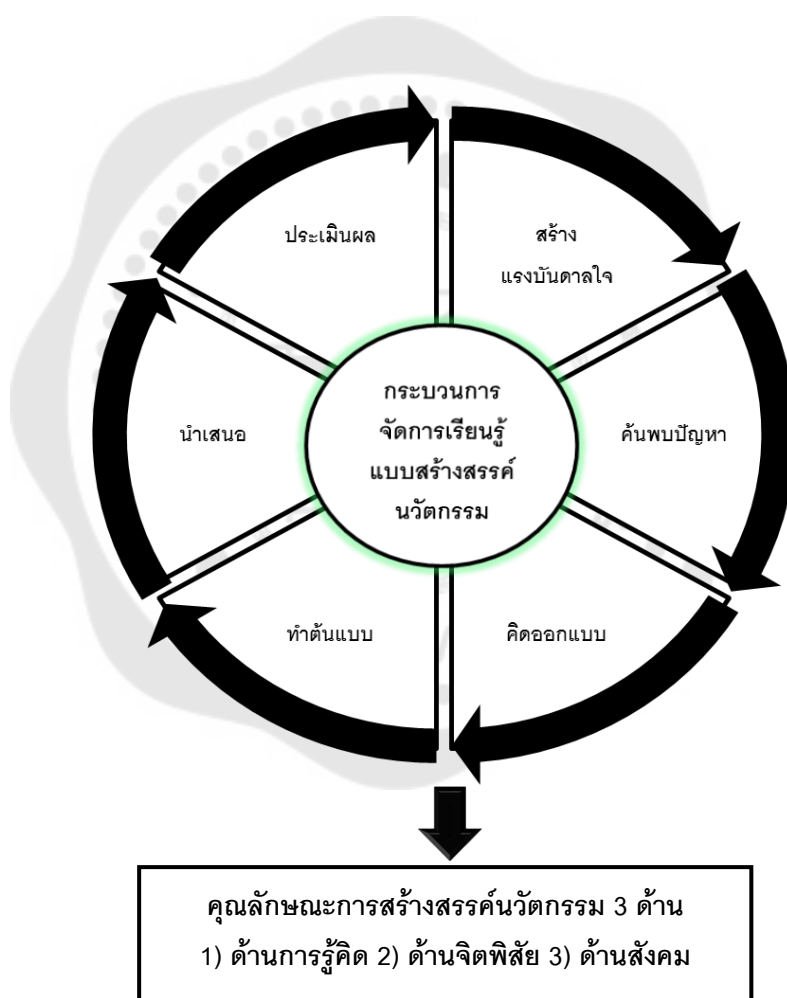 ประเมินผล
สร้าง
แรงบันดาลใจ
กระบวนการ
จัดการเรียนรู้
แบบสร้างสรรค์
นวัตกรรม
นำเสนอ
ค้นพบปัญหา
ทำต้นแบบ
คิดออกแบบ
คุณลักษณะการสร้างสรรค์นวัตกรรม 3 ด้าน
1) ด้านการรู้คิด 2) ด้านจิตพิสัย 3) ด้านสังคม